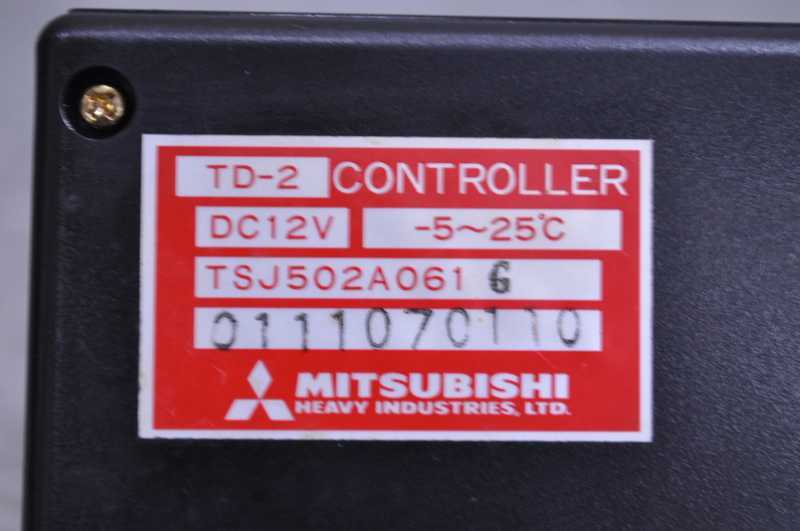 TD-2 CONTROLLER
DC12V -5~25℃
TSJ502A061 G
0111070110
MITSUBISHI
HEAVY INDUSTRIES, LTD.